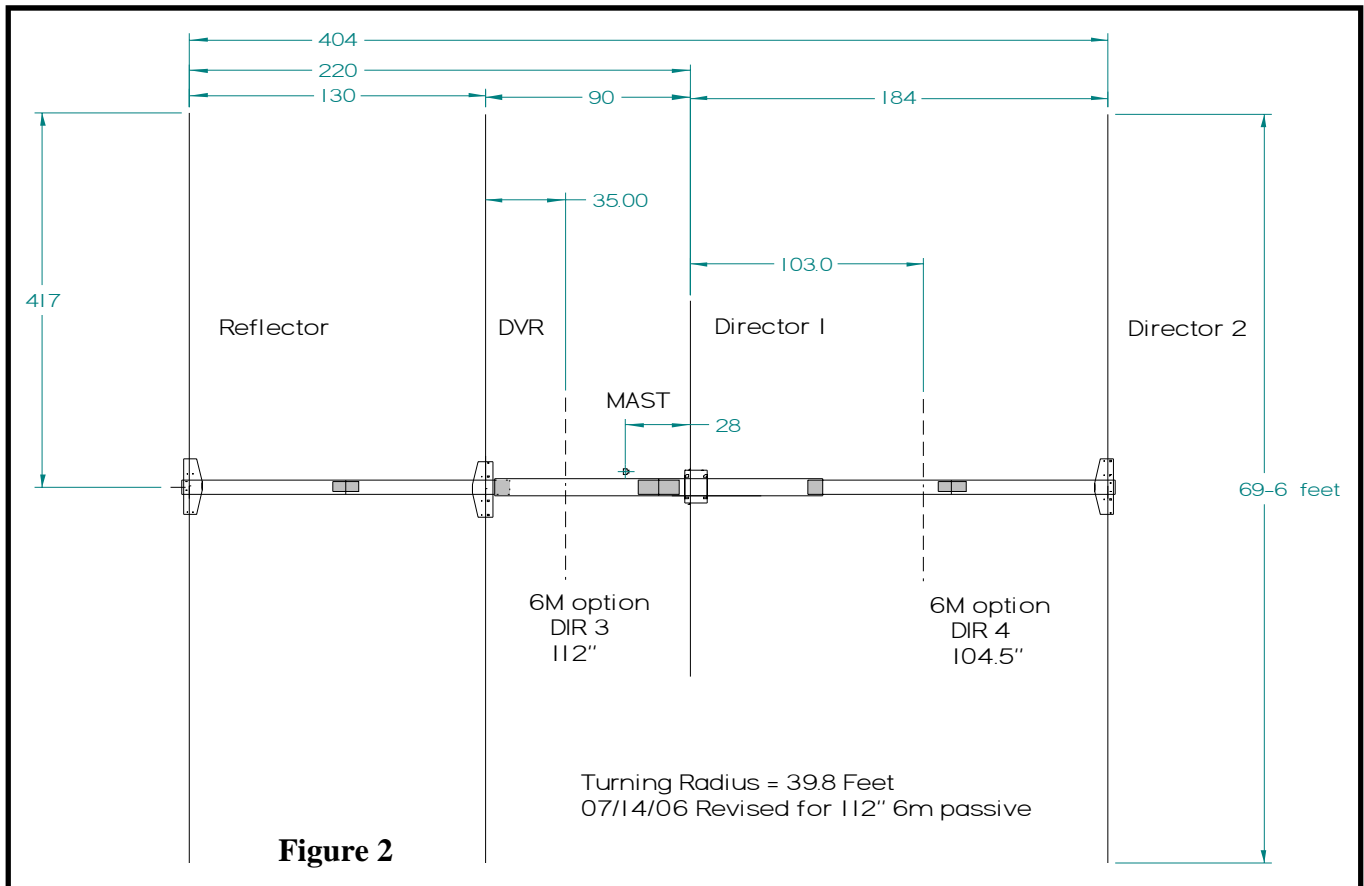 404
220
130
90
184
35.00
103.0
417
Reflector
DVR
Director 1
Director 2
MAST
28
69-6 feet
6M option
DIR 3
112"
6M option
DIR 4
104.5"
Turning Radius = 39.8 Feet
07/14/06 Revised for 112" 6m passive
Figure 2